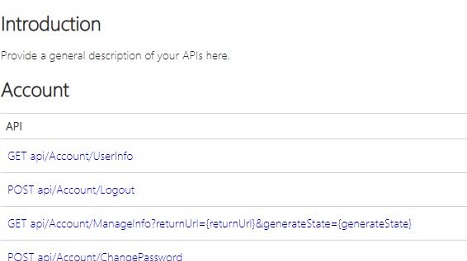 Introduction
Provide a general description of your APIs here.
Account
API
GET api/Account/UserInfo
POST api/Account/Logout
GET api/Account/ManageInfo?returnUrl={returnUrl}&generateState={generateState}
POST api/Account/ChangePassword